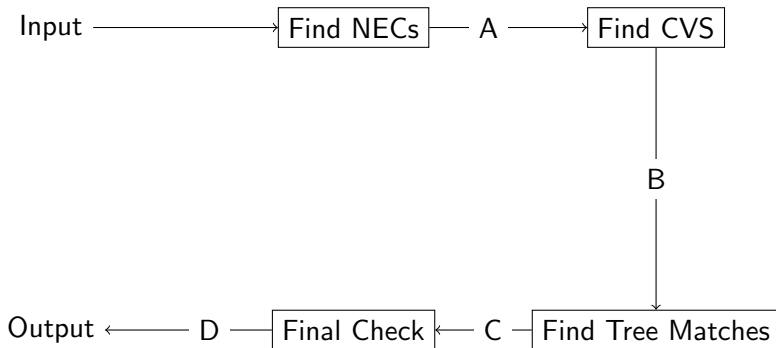 Input
Find NECs
A
Find CVS
B
Output
D
Final Check
C
Find Tree Matches